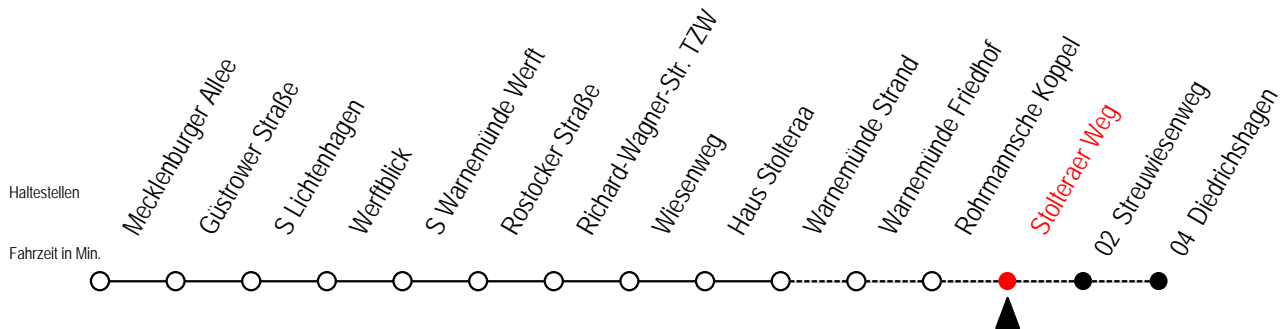 Haltestellen
Fahrzeit in Min.
Mecklenburger Allee
Güstrower Straße
S Lichtenhagen
Werftblick
S Warnemünde Werft
Rostocker Straße
Richard-Wagner-Str. TZW
Wiesenweg
Haus Stolteraa
Warnemünde Strand
Warnemünde Friedhof
Rohrmannsche Koppel
Stolteraer Weg
02 Streuwiesenweg
04 Diedrichshagen